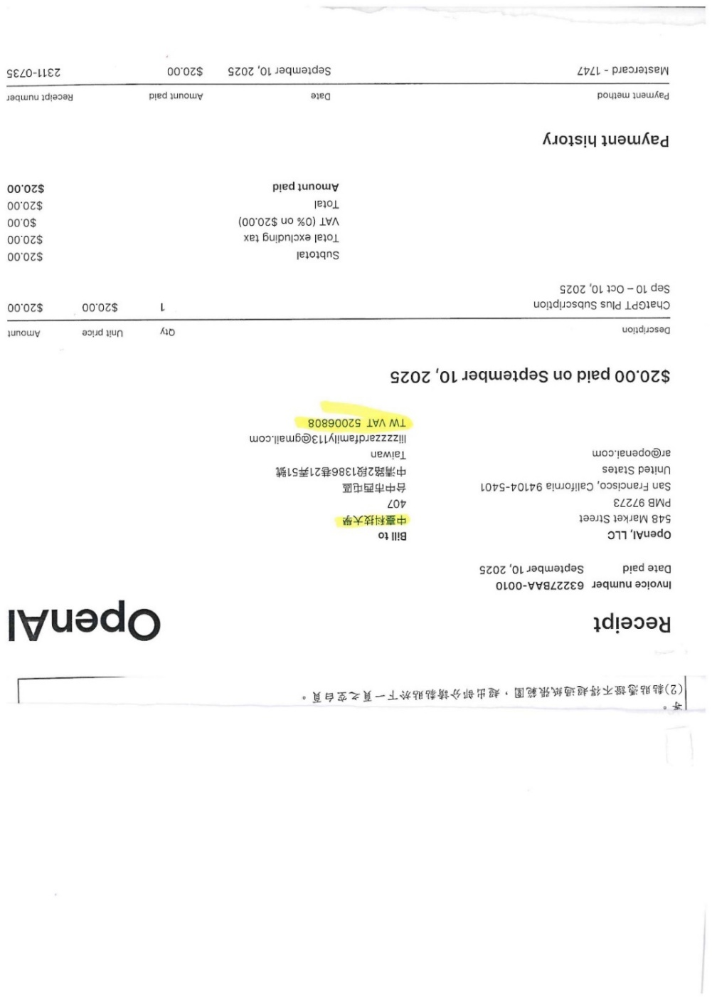 等。
(2)黏貼憑證不得超過紙張範圍，超出部分請黏貼於下一頁之空白頁。
Receipt
OpenAI
Invoice number 63227BAA-0010
Date paid September 10, 2025
OpenAI, LLC
548 Market Street
PMB 97273
San Francisco, California 94104-5401
United States
ar@openai.com
Bill to
中臺科技大學
407
台中市西屯區
中清路2段1386巷21弄51號
Taiwan
liizzzzardfamily113@gmail.com
TW VAT 52006808
$20.00 paid on September 10, 2025
Description Qty Unit price Amount
ChatGPT Plus Subscription 1 $20.00 $20.00
Sep 10 – Oct 10, 2025
Subtotal $20.00
Total excluding tax $20.00
VAT (0% on $20.00) $0.00
Total $20.00
Amount paid $20.00
Payment history
Payment method Date Amount paid Receipt number
Mastercard - 1747 September 10, 2025 $20.00 2311-0735